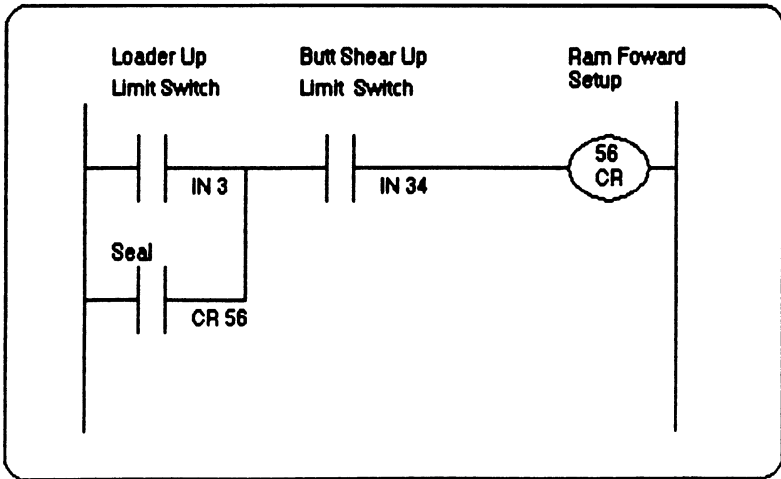 Loader Up
Limit Switch
Butt Shear Up
Limit Switch
Ram Foward
Setup
IN 3
IN 34
56
CR
Seal
CR 56